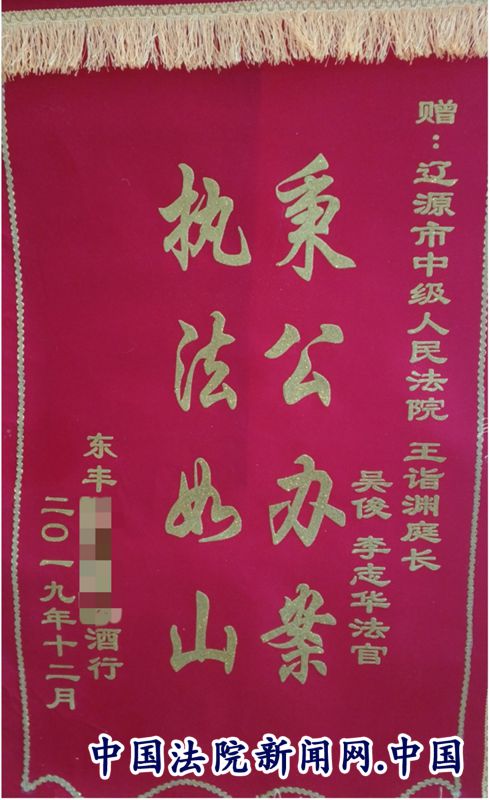 赠：辽源市中级人民法院 王诣渊庭长
吴俊 李志华法官
秉公办案
执法如山
东丰酒行
二〇一九年十二月
中国法院新闻网.中国